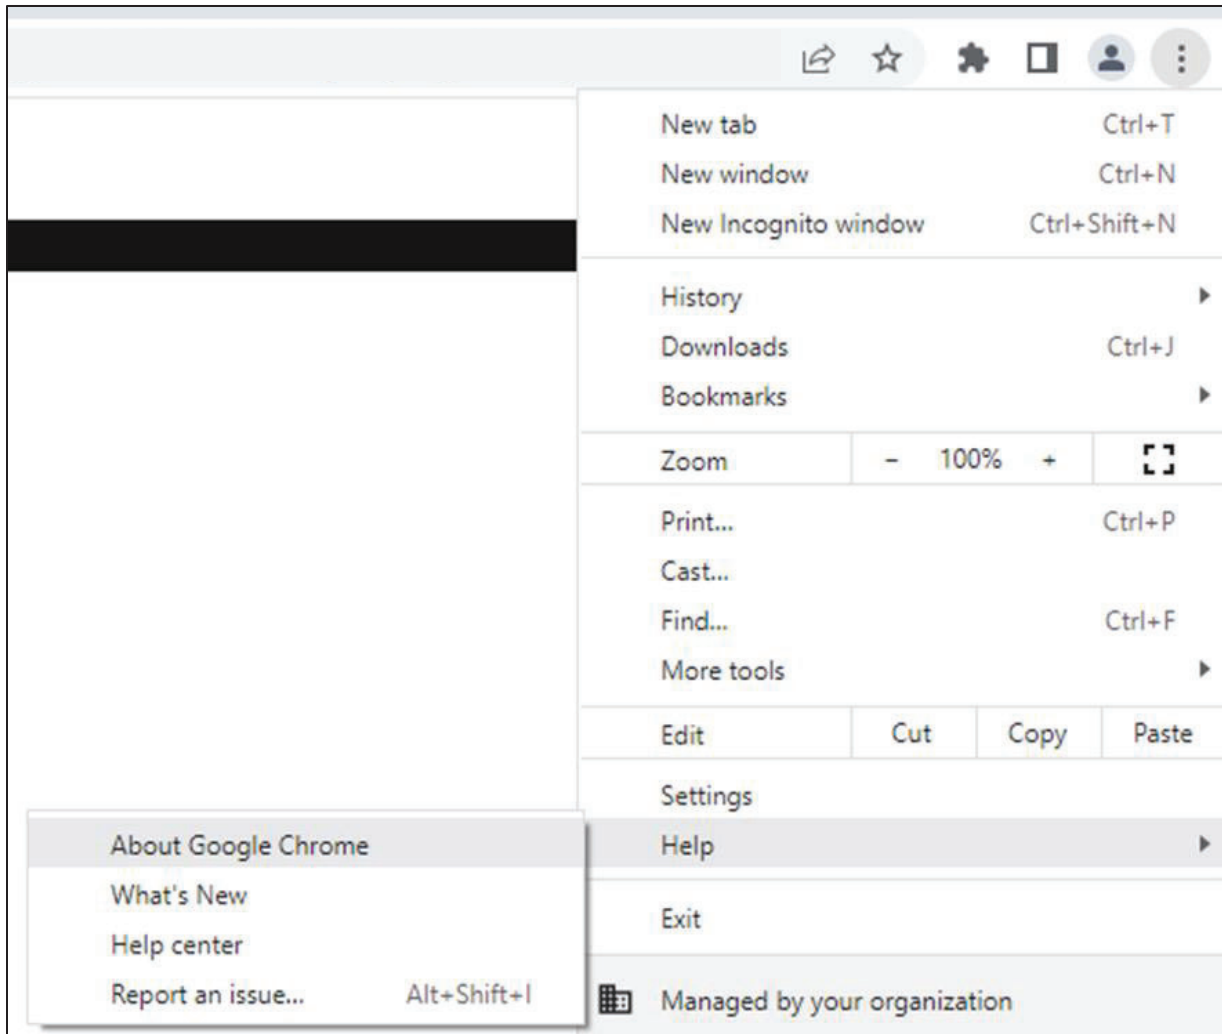 New tab Ctrl+T
New window Ctrl+N
New Incognito window Ctrl+Shift+N
History
Downloads Ctrl+J
Bookmarks
Zoom - 100% +
Print... Ctrl+P
Cast...
Find... Ctrl+F
More tools
Edit Cut Copy Paste
Settings
Help
About Google Chrome
What's New
Help center
Report an issue... Alt+Shift+I
Exit
Managed by your organization